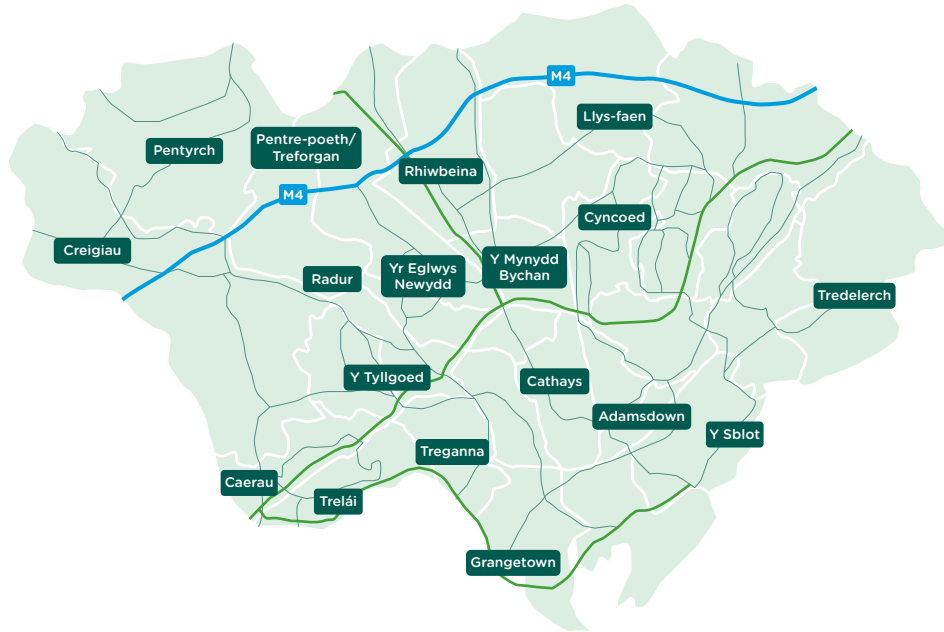 M4
Llys-faen
Pentre-poeth/
Treforgan
Pentyrch
Rhiwbeina
M4
Cyncoed
Creigiau
Y Mynydd
Bychan
Yr Eglwys
Newydd
Radur
Tredelerch
Y Tyllgoed
Cathays
Adamsdown
Y Sblot
Treganna
Caerau
Trelái
Grangetown